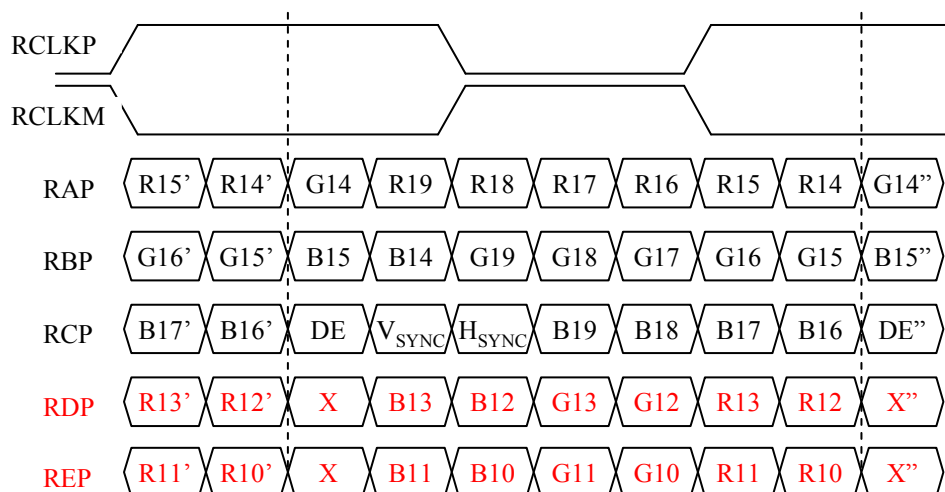 RCLKP
RCLKM
RAP R15’ R14’ G14 R19 R18 R17 R16 R15 R14 G14”
RBP G16’ G15’ B15 B14 G19 G18 G17 G16 G15 B15”
RCP B17’ B16’ DE VSYNC HSYNC B19 B18 B17 B16 DE”
RDP R13’ R12’ X B13 B12 G13 G12 R13 R12 X”
REP R11’ R10’ X B11 B10 G11 G10 R11 R10 X”